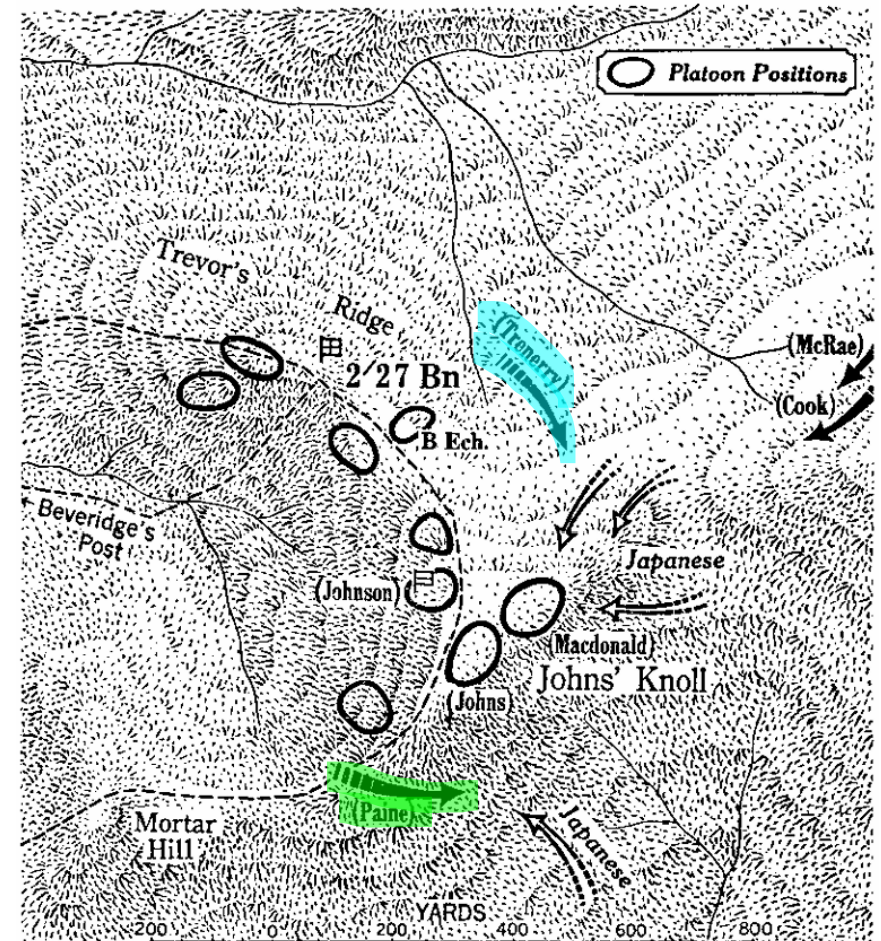 Platoon Positions
Trevor's
Ridge
(Trenerry)
(McRae)
2/27 Bn
(Cook)
B Ech.
Beveridge's
Post
Japanese
(Johnson)
(Macdonald)
Johns' Knoll
(Johns)
(Paine)
Mortar
Hill
Japanese
YARDS
200 0 200 400 600 800